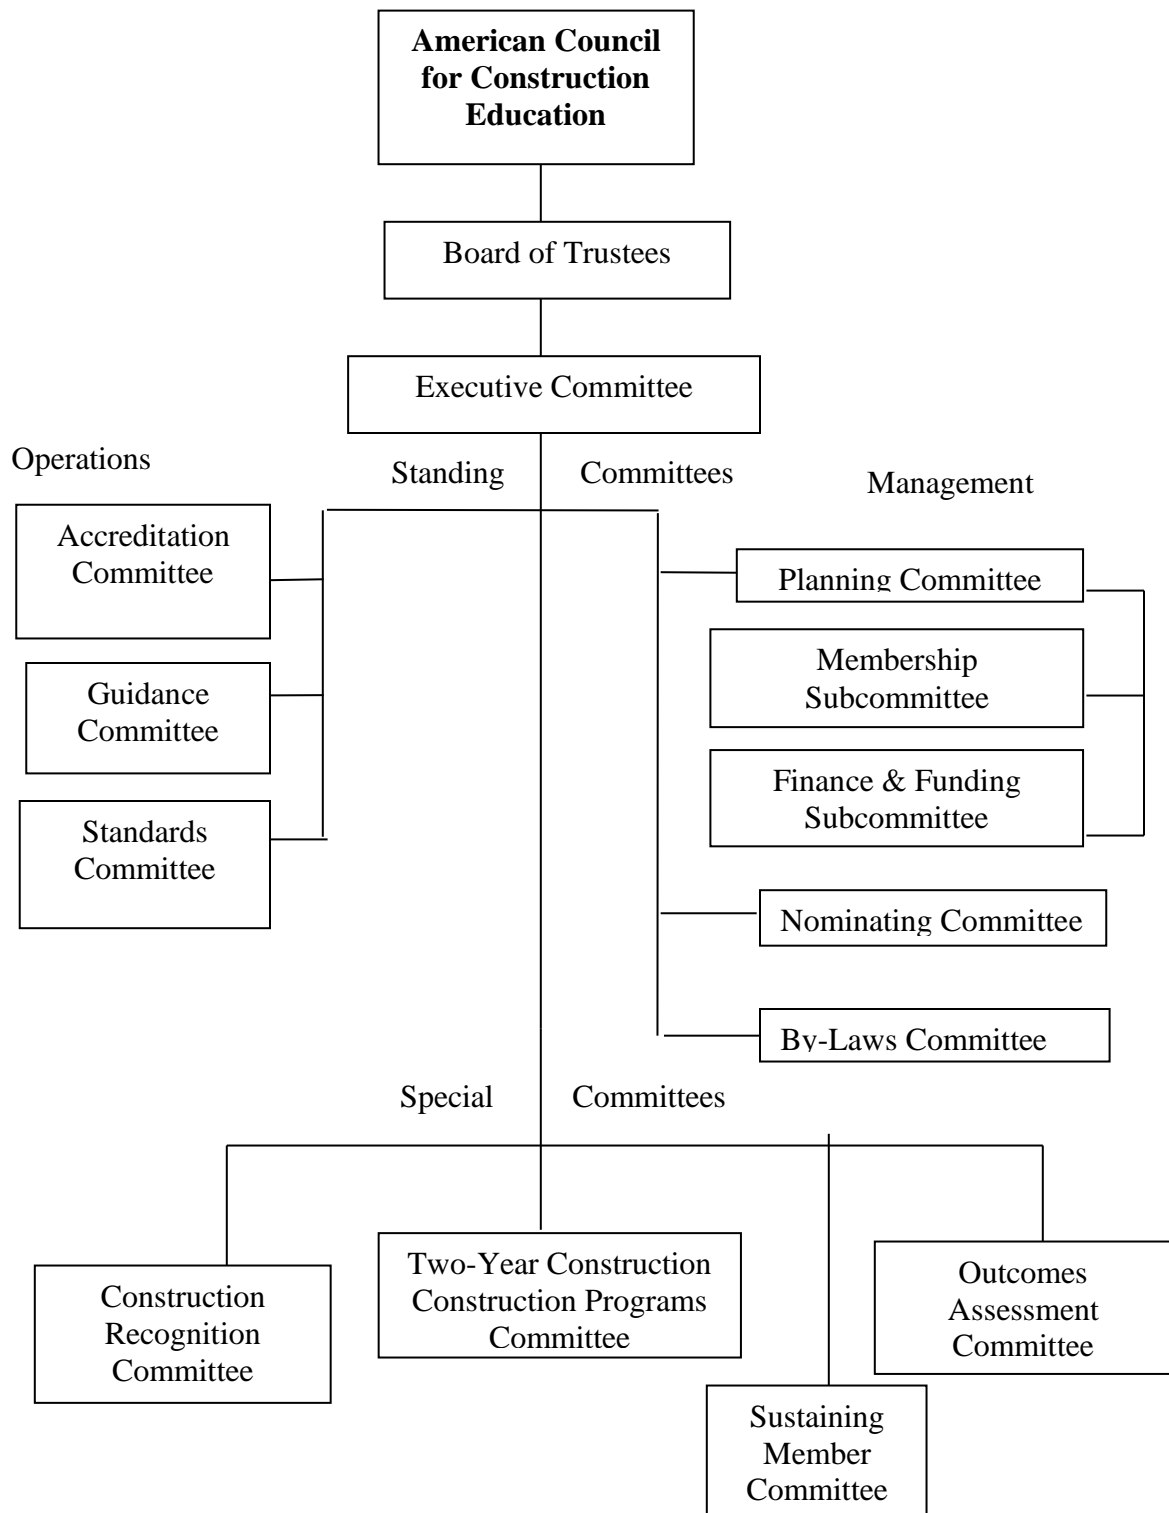 American Council
for Construction
Education
Board of Trustees
Executive Committee
Operations
Standing Committees
Management
Accreditation
Committee
Guidance
Committee
Standards
Committee
Planning Committee
Membership
Subcommittee
Finance & Funding
Subcommittee
Nominating Committee
By-Laws Committee
Special Committees
Construction
Recognition
Committee
Two-Year Construction
Construction Programs
Committee
Outcomes
Assessment
Committee
Sustaining
Member
Committee